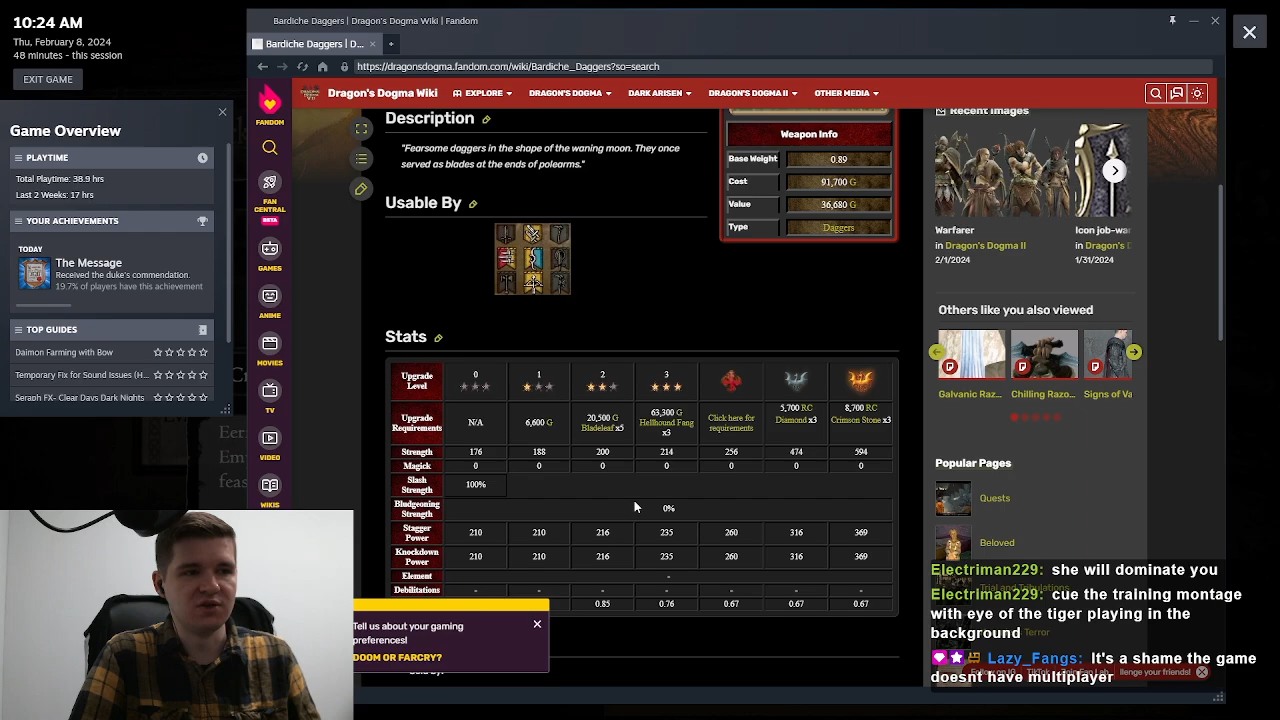 10:24 AM
Thu, February 8, 2024
48 minutes - this session
EXIT GAME
Game Overview
PLAYTIME
Total Playtime: 38.9 hrs
Last 2 Weeks: 17 hrs
YOUR ACHIEVEMENTS
TODAY
The Message
Received the duke's commendation.
19.7% of players have this achievement
TOP GUIDES
Daimon Farming with Bow
Temporary Fix for Sound Issues (H...
Seraph FX- Clear Days Dark Nights
Bardiche Daggers | Dragon's Dogma Wiki | Fandom
Bardiche Daggers | D...
https://dragonsdogma.fandom.com/wiki/Bardiche_Daggers?so=search
FANDOM
FAN CENTRAL
BETA
GAMES
ANIME
MOVIES
TV
VIDEO
WIKIS
Dragon's Dogma Wiki
EXPLORE
DRAGON'S DOGMA
DARK ARISEN
DRAGON'S DOGMA II
OTHER MEDIA
Description
"Fearsome daggers in the shape of the waning moon. They once
served as blades at the ends of polearms."
Usable By
Weapon Info
Base Weight 0.89
Cost 91,700 G
Value 36,680 G
Type Daggers
Stats
Upgrade Level 0 1 2 3
Upgrade Requirements N/A 6,600 G 20,500 G Bladeleaf x5 63,300 G Hellhound Fang x3 Click here for requirements 5,700 RC Diamond x3 8,700 RC Crimson Stone x3
Strength 176 188 200 214 256 474 594
Magick 0 0 0 0 0 0 0
Slash Strength 100%
Bludgeoning Strength 0%
Stagger Power 210 210 216 235 260 316 369
Knockdown Power 210 210 216 235 260 316 369
Element -
Debilitations - - - - - - -
0.85 0.76 0.67 0.67 0.67
Tell us about your gaming
preferences!
DOOM OR FARCRY?
Recent Images
Warfarer
in Dragon's Dogma II
2/1/2024
Icon job-wa
in Dragon's D
1/31/2024
Others like you also viewed
Galvanic Raz...
Chilling Razo...
Signs of Va
Popular Pages
Quests
Beloved
Trial and Tribulations
Terror
Electriman229: she will dominate you
Electriman229: cue the training montage
with eye of the tiger playing in the
background
Lazy_Fangs: It's a shame the game
doesnt have multiplayer